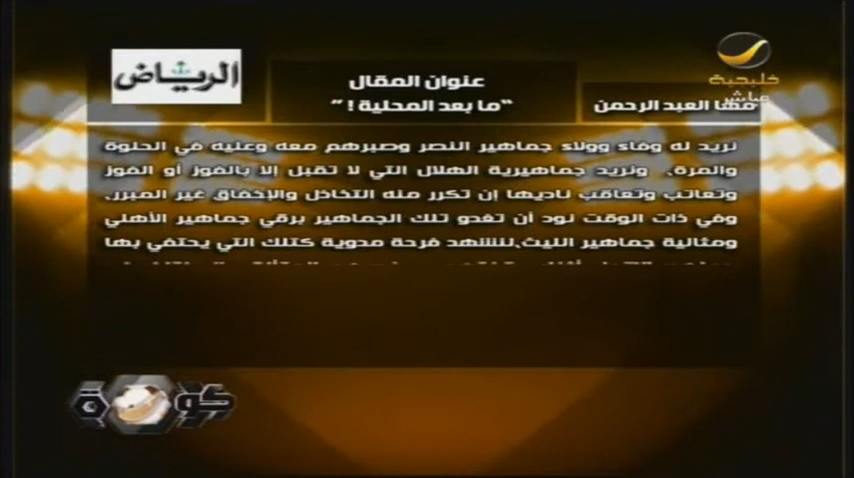 الرياض
عنوان المقال
"ما بعد المحلية ! "
مها العبد الرحمن
خليجية
مباشر
نريد له وفاء وولاء جماهير النصر وصبرهم معه وعليه في الحلوة
والمرة، ونريد جماهيرية الهلال التي لا تقبل إلا بالفوز أو الفوز
وتعاتب وتعاقب ناديها إن تكرر منه التخاذل والإخفاق غير المبرر،
وفي ذات الوقت نود أن تغدو تلك الجماهير برقي جماهير الأهلي
ومثالية جماهير الليث،لنشهد فرحة مدوية كتلك التي يحتفي بها
كورة